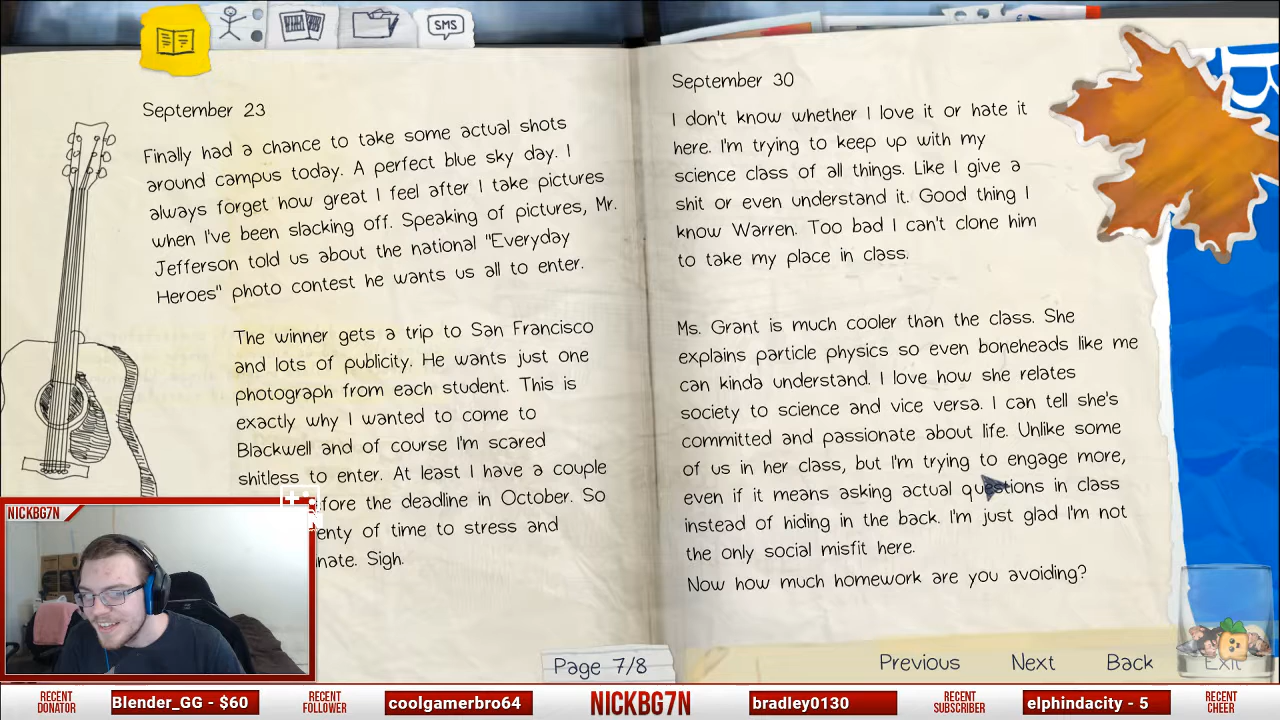 SMS
September 23
Finally had a chance to take some actual shots
around campus today. A perfect blue sky day. I
always forget how great I feel after I take pictures
when I've been slacking off. Speaking of pictures, Mr.
Jefferson told us about the national "Everyday
Heroes" photo contest he wants us all to enter.
The winner gets a trip to San Francisco
and lots of publicity. He wants just one
photograph from each student. This is
exactly why I wanted to come to
Blackwell and of course I'm scared
shitless to enter. At least I have a couple
fore the deadline in October. So
enty of time to stress and
nate. Sigh.
September 30
I don't know whether I love it or hate it
here. I'm trying to keep up with my
science class of all things. Like I give a
shit or even understand it. Good thing I
know Warren. Too bad I can't clone him
to take my place in class.
Ms. Grant is much cooler than the class. She
explains particle physics so even boneheads like me
can kinda understand. I love how she relates
society to science and vice versa. I can tell she's
committed and passionate about life. Unlike some
of us in her class, but I'm trying to engage more,
even if it means asking actual questions in class
instead of hiding in the back. I'm just glad I'm not
the only social misfit here.
Now how much homework are you avoiding?
Page 7/8
Previous
Next
Back
Exit
NICKBG7N
RECENT DONATOR
Blender_GG - $60
RECENT FOLLOWER
coolgamerbro64
NICKBG7N
bradley0130
RECENT SUBSCRIBER
elphindacity - 5
RECENT CHEER